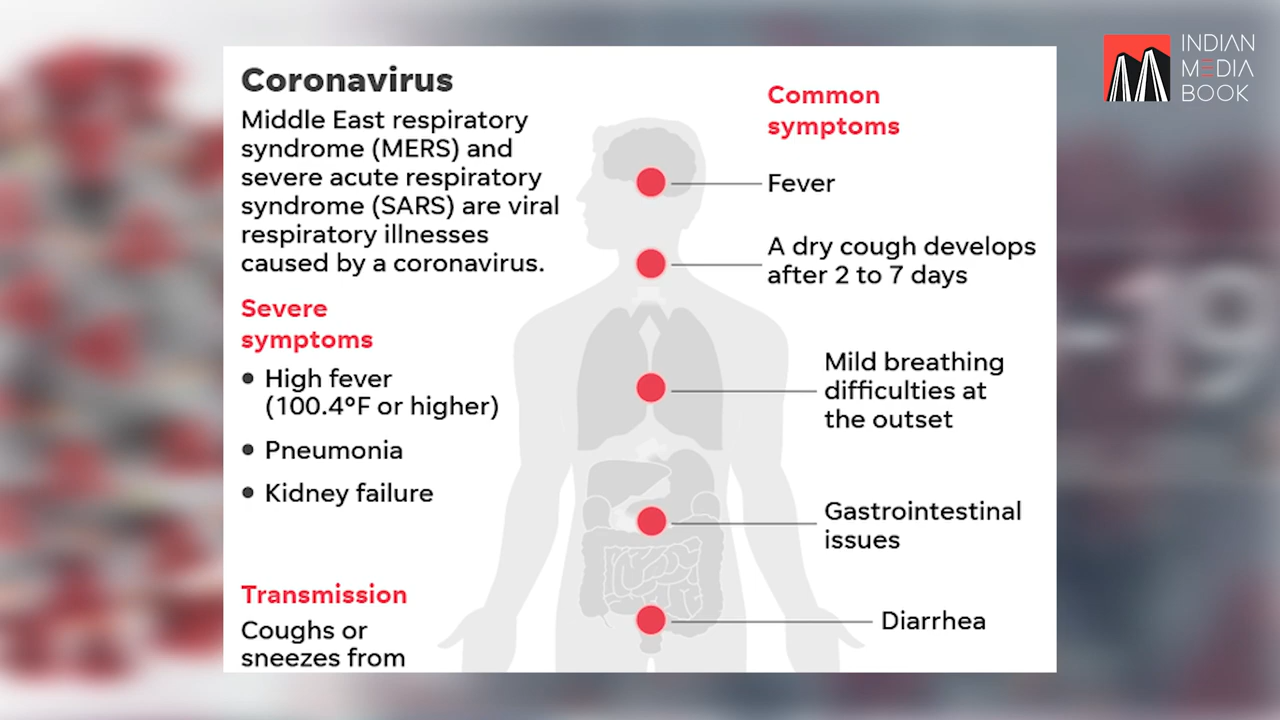 INDIAN
MEDIA
BOOK
Coronavirus
Middle East respiratory
syndrome (MERS) and
severe acute respiratory
syndrome (SARS) are viral
respiratory illnesses
caused by a coronavirus.
Severe
symptoms
• High fever
(100.4°F or higher)
• Pneumonia
• Kidney failure
Transmission
Coughs or
sneezes from
Common
symptoms
Fever
A dry cough develops
after 2 to 7 days
Mild breathing
difficulties at
the outset
Gastrointestinal
issues
Diarrhea
-19